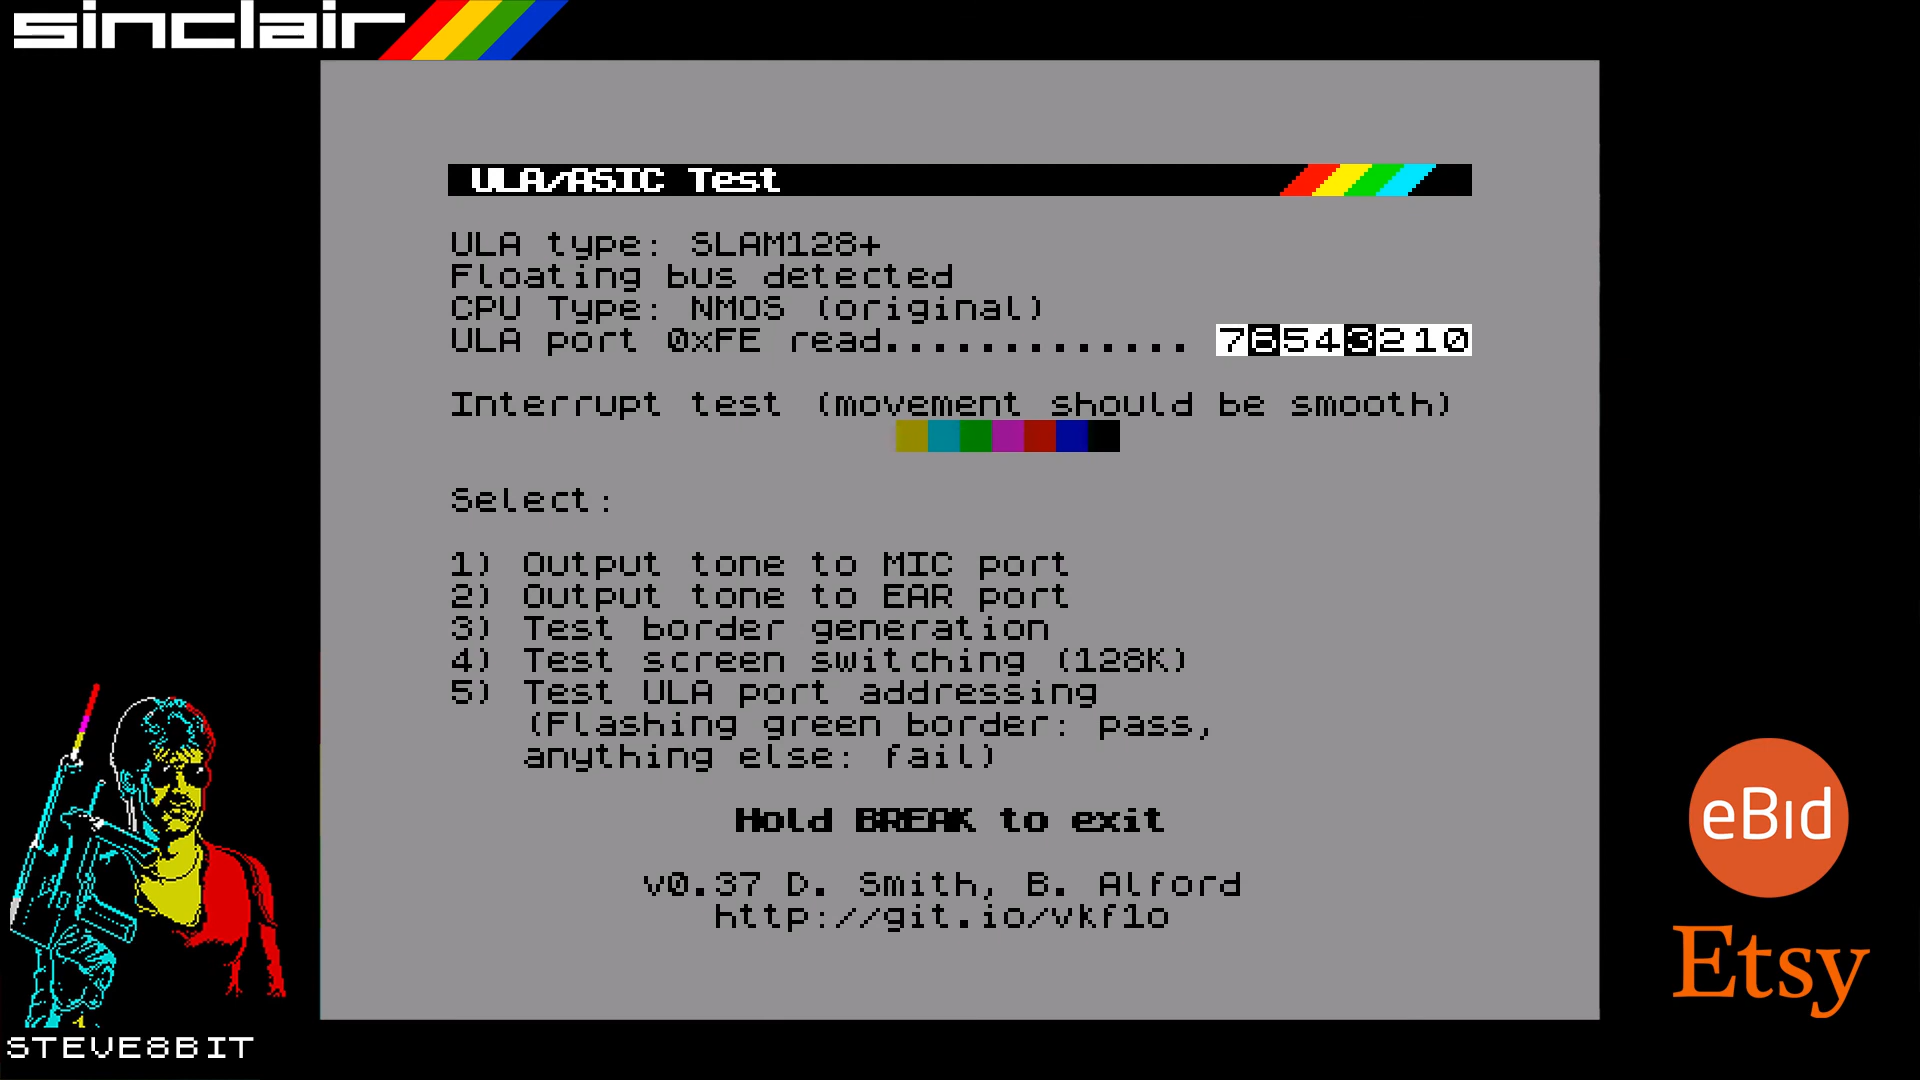 sinclair
ULA/ASIC Test
ULA type: SLAM128+
Floating bus detected
CPU Type: NMOS (original)
ULA port 0xFE read............. 76543210
Interrupt test (movement should be smooth)
Select:
1) Output tone to MIC port
2) Output tone to EAR port
3) Test border generation
4) Test screen switching (128K)
5) Test ULA port addressing
(Flashing green border: pass,
anything else: fail)
Hold BREAK to exit
v0.37 D. Smith, B. Alford
http://git.io/vkf1o
STEVE8BIT
eBid
Etsy